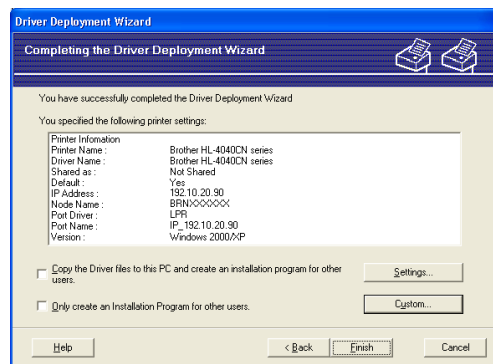 Driver Deployment Wizard
Completing the Driver Deployment Wizard
You have successfully completed the Driver Deployment Wizard
You specified the following printer settings:
Printer Infomation
Printer Name : Brother HL-4040CN series
Driver Name : Brother HL-4040CN series
Shared as : Not Shared
Default : Yes
IP Address : 192.10.20.90
Node Name : BRNXXXXXX
Port Driver : LPR
Port Name : IP_192.10.20.90
Version : Windows 2000/XP
Copy the Driver files to this PC and create an installation program for other
users.
Settings...
Only create an Installation Program for other users.
Custom...
Help
< Back
Finish
Cancel